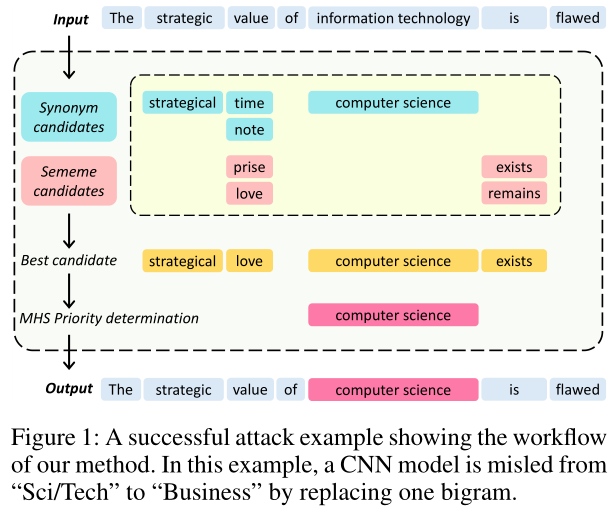 Input The strategic value of information technology is flawed
Synonym candidates strategical time computer science
note
Sememe candidates prise exists
love remains
Best candidate strategical love computer science exists
MHS Priority determination computer science
Output The strategic value of computer science is flawed
Figure 1: A successful attack example showing the workflow
of our method. In this example, a CNN model is misled from
“Sci/Tech” to “Business” by replacing one bigram.